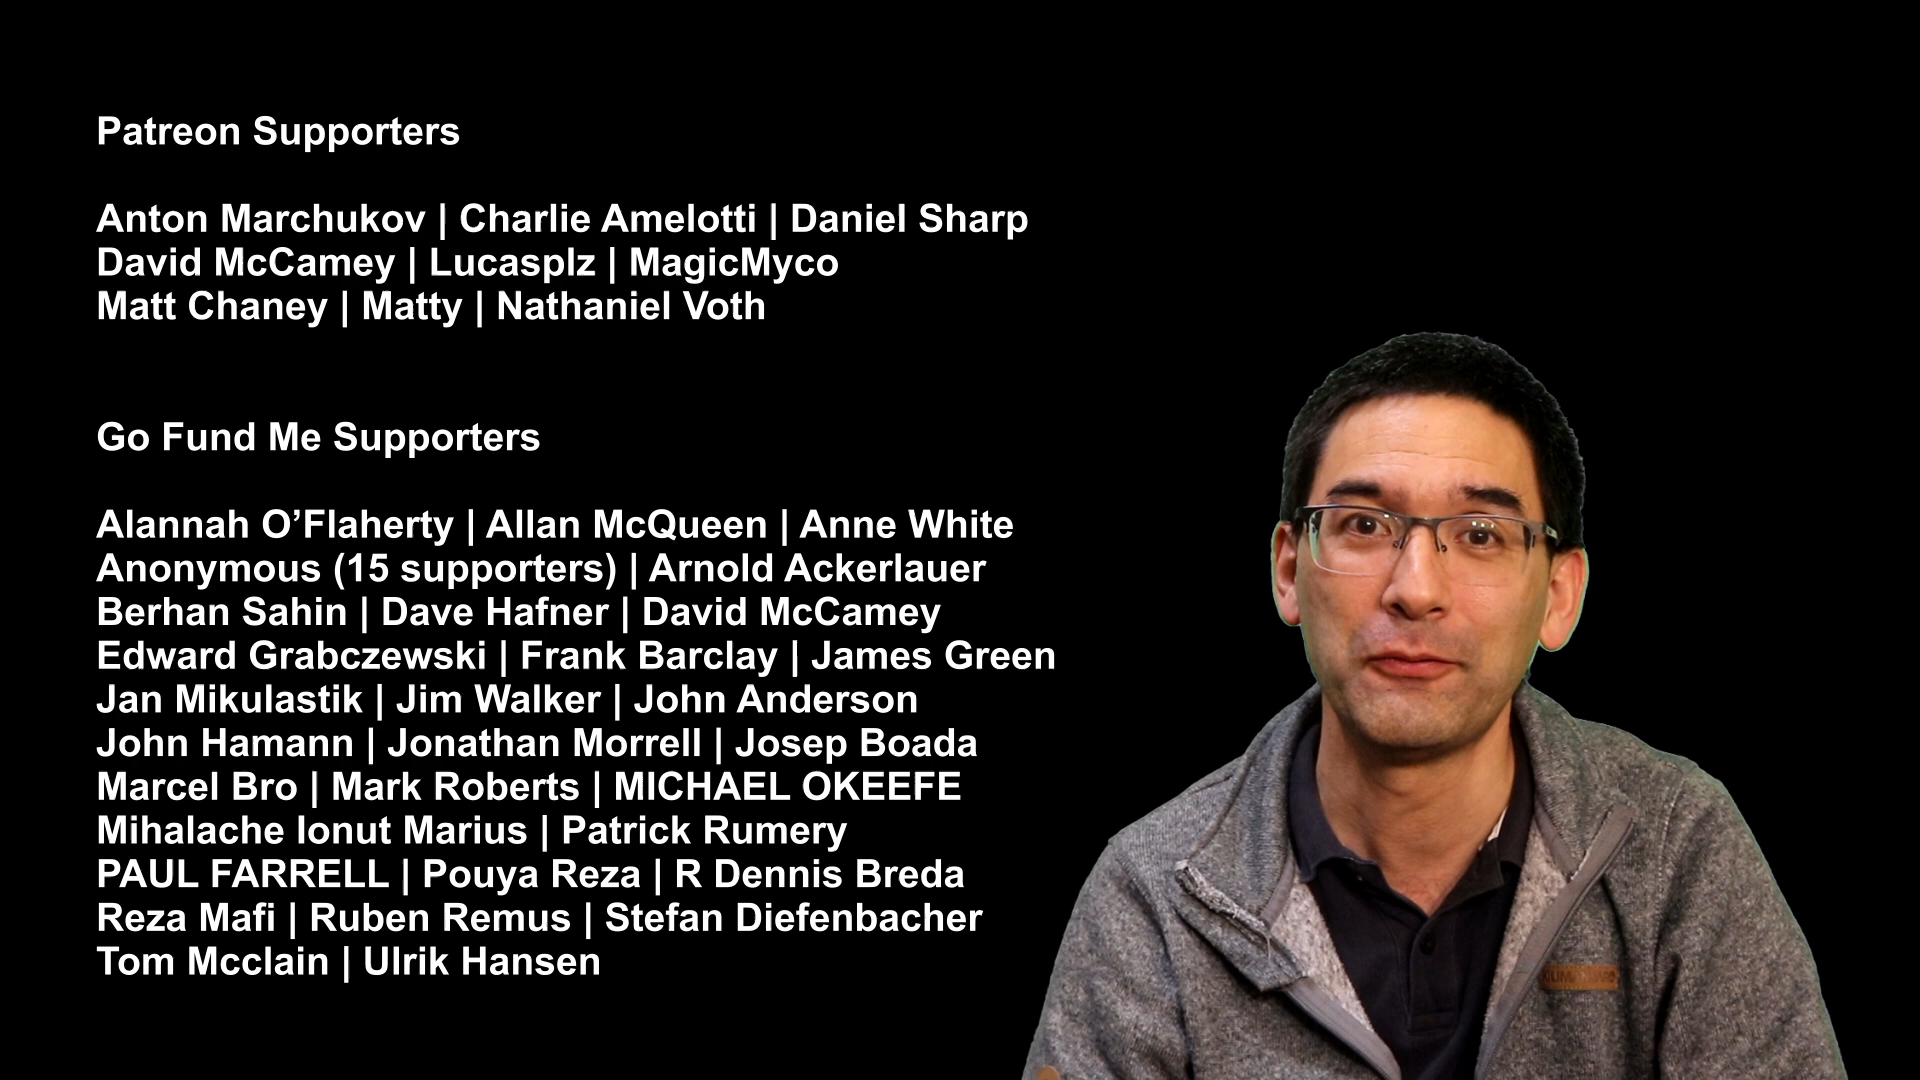 Patreon Supporters
Anton Marchukov | Charlie Amelotti | Daniel Sharp
David McCamey | Lucasplz | MagicMyco
Matt Chaney | Matty | Nathaniel Voth
Go Fund Me Supporters
Alannah O’Flaherty | Allan McQueen | Anne White
Anonymous (15 supporters) | Arnold Ackerlauer
Berhan Sahin | Dave Hafner | David McCamey
Edward Grabczewski | Frank Barclay | James Green
Jan Mikulastik | Jim Walker | John Anderson
John Hamann | Jonathan Morrell | Josep Boada
Marcel Bro | Mark Roberts | MICHAEL OKEEFE
Mihalache Ionut Marius | Patrick Rumery
PAUL FARRELL | Pouya Reza | R Dennis Breda
Reza Mafi | Ruben Remus | Stefan Diefenbacher
Tom Mcclain | Ulrik Hansen